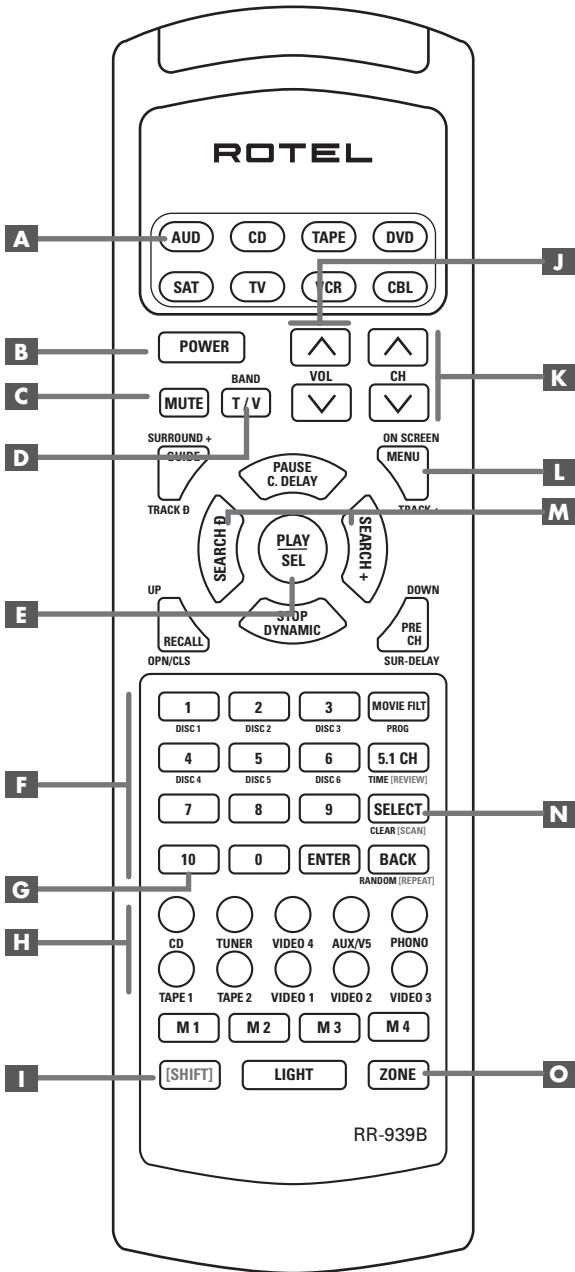 ROTEL
A AUD CD TAPE DVD
SAT TV VCR CBL J
B POWER
VOL CH K
BAND
C MUTE T / V
D SURROUND + ON SCREEN
GUIDE MENU L
PAUSE
C. DELAY
TRACK Ð TRACK + M
SEARCH Ð PLAY SEARCH +
SEL
UP DOWN
E STOP
DYNAMIC
RECALL PRE
CH
OPN/CLS SUR-DELAY
1 2 3 MOVIE FILT
DISC 1 DISC 2 DISC 3 PROG
4 5 6 5.1 CH
F DISC 4 DISC 5 DISC 6 TIME [REVIEW]
7 8 9 SELECT N
CLEAR [SCAN]
10 0 ENTER BACK
G RANDOM [REPEAT]
H CD TUNER VIDEO 4 AUX/V5 PHONO
TAPE 1 TAPE 2 VIDEO 1 VIDEO 2 VIDEO 3
M 1 M 2 M 3 M 4
I [SHIFT] LIGHT ZONE O
RR-939B